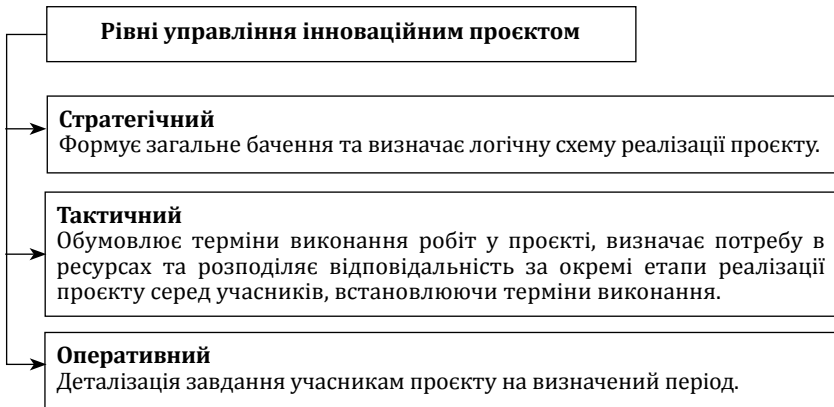 Рівні управління інноваційним проєктом
Стратегічний
Формує загальне бачення та визначає логічну схему реалізації проєкту.
Тактичний
Обумовлює терміни виконання робіт у проєкті, визначає потребу в
ресурсах та розподіляє відповідальність за окремі етапи реалізації
проєкту серед учасників, встановлюючи терміни виконання.
Оперативний
Деталізація завдання учасникам проєкту на визначений період.